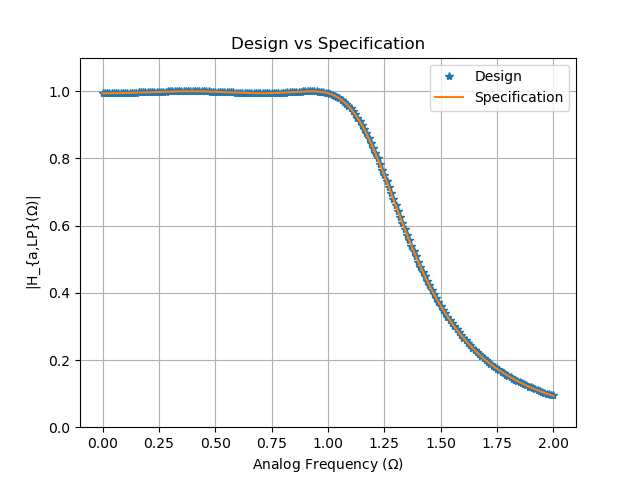 Design vs Specification
Design
Specification
|H_{a,LP}(Ω)|
1.0
0.8
0.6
0.4
0.2
0.0
0.00 0.25 0.50 0.75 1.00 1.25 1.50 1.75 2.00
Analog Frequency (Ω)